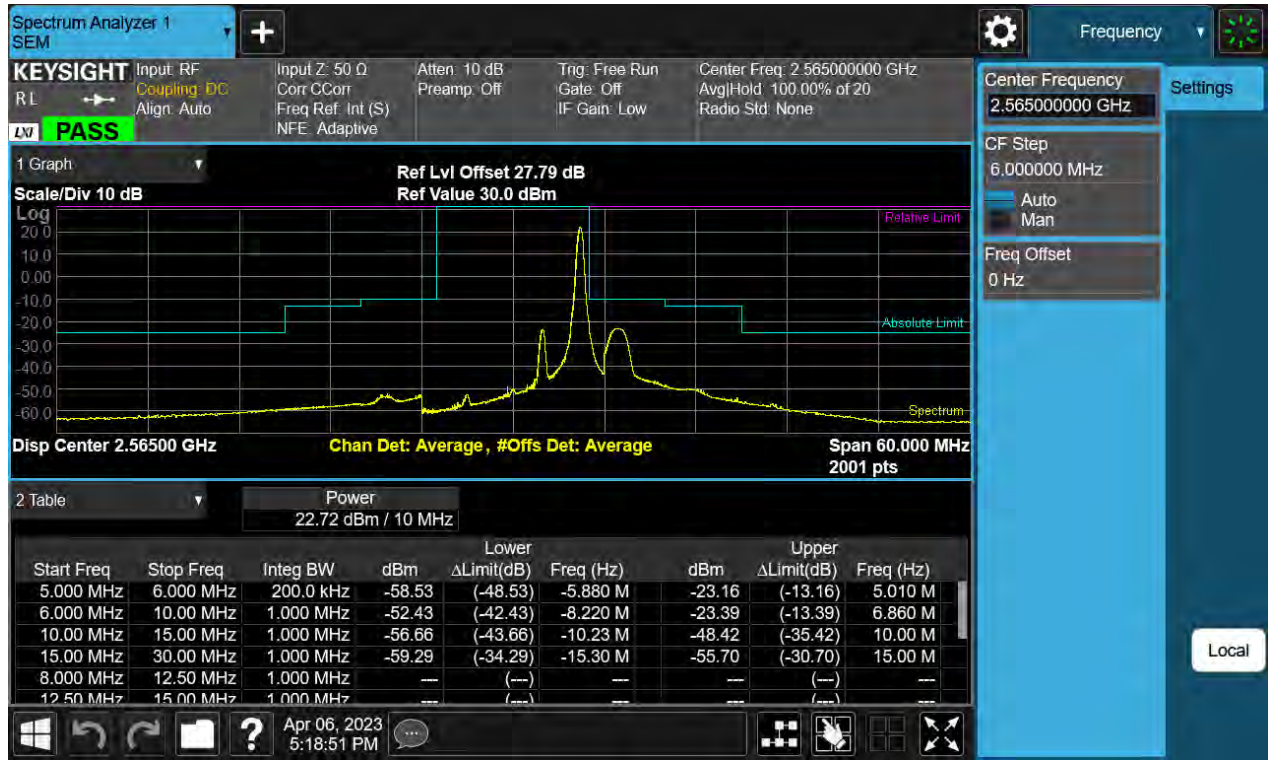 Spectrum Analyzer 1
SEM
+
Frequency
KEYSIGHT
R L
LXI
PASS
Input: RF
Coupling: DC
Align: Auto
Input Z: 50 Ω
Corr CCorr
Freq Ref: Int (S)
NFE: Adaptive
Atten: 10 dB
Preamp: Off
Trig: Free Run
Gate: Off
IF Gain: Low
Center Freq: 2.565000000 GHz
Avg|Hold: 100.00% of 20
Radio Std: None
Center Frequency
2.565000000 GHz
Settings
CF Step
6.000000 MHz
Auto
Man
Freq Offset
0 Hz
Local
1 Graph
Scale/Div 10 dB
Ref Lvl Offset 27.79 dB
Ref Value 30.0 dBm
Log
20.0
10.0
0.00
-10.0
-20.0
-30.0
-40.0
-50.0
-60.0
Relative Limit
Absolute Limit
Spectrum
Disp Center 2.56500 GHz
Chan Det: Average, #Offs Det: Average
Span 60.000 MHz
2001 pts
2 Table
Power
22.72 dBm / 10 MHz
Lower Upper
Start Freq Stop Freq Integ BW dBm ∆Limit(dB) Freq (Hz) dBm ∆Limit(dB) Freq (Hz)
5.000 MHz 6.000 MHz 200.0 kHz -58.53 (-48.53) -5.880 M -23.16 (-13.16) 5.010 M
6.000 MHz 10.00 MHz 1.000 MHz -52.43 (-42.43) -8.220 M -23.39 (-13.39) 6.860 M
10.00 MHz 15.00 MHz 1.000 MHz -56.66 (-43.66) -10.23 M -48.42 (-35.42) 10.00 M
15.00 MHz 30.00 MHz 1.000 MHz -59.29 (-34.29) -15.30 M -55.70 (-30.70) 15.00 M
8.000 MHz 12.50 MHz 1.000 MHz --- (---) --- --- (---) ---
12.50 MHz 15.00 MHz 1.000 MHz --- (---) --- --- (---) ---
?
Apr 06, 2023
5:18:51 PM